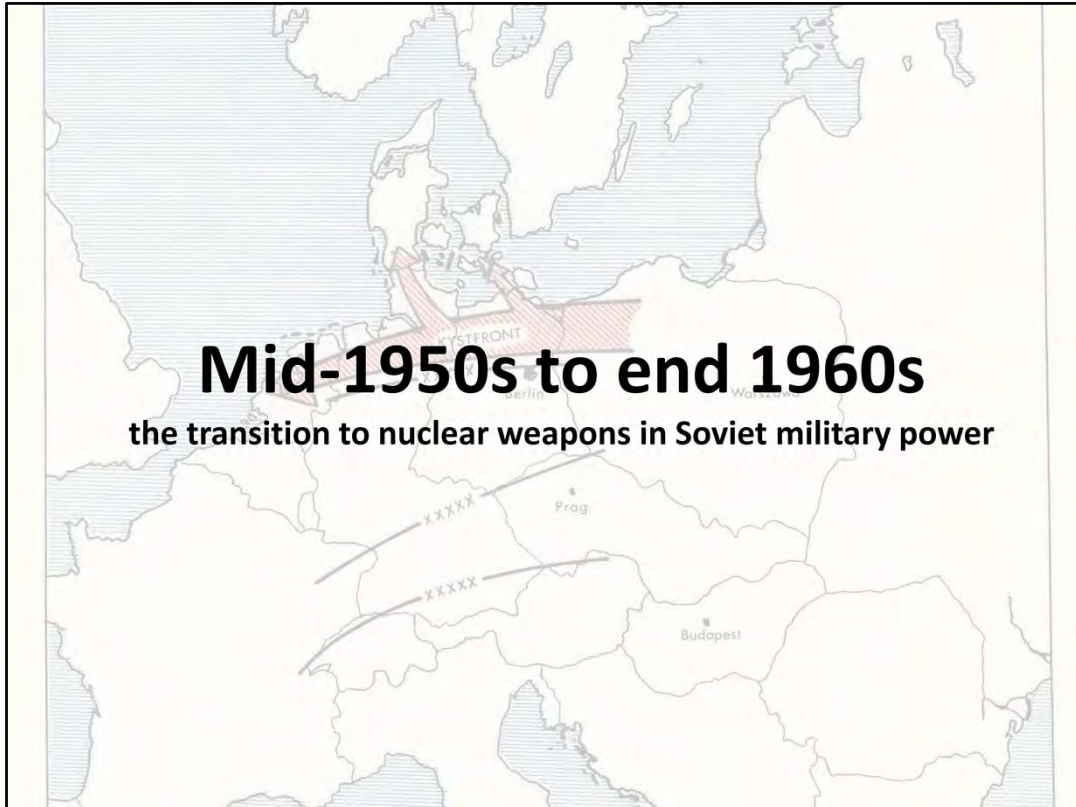 KYSTFRONT
Mid-1950s to end 1960s
Berlin
Warszawa
the transition to nuclear weapons in Soviet military power
Prag
XXXXX
XXXXX
Budapest